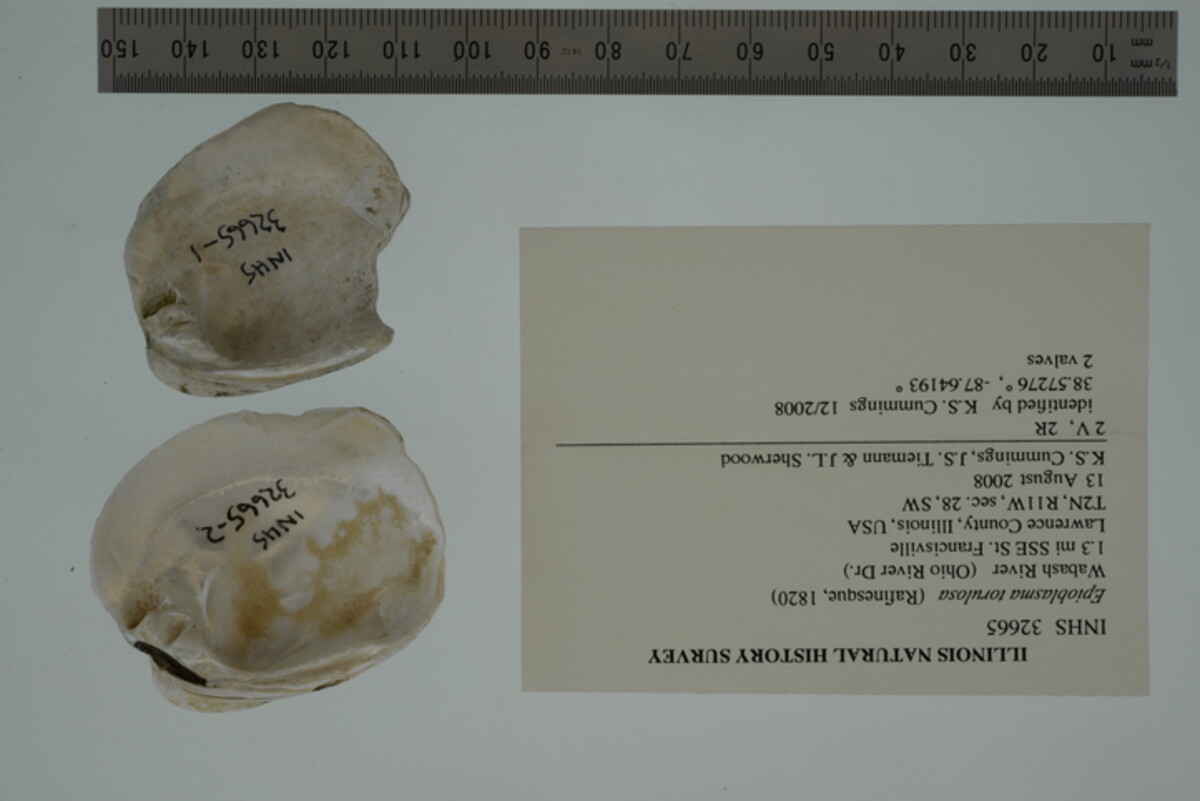 ILLINOIS NATURAL HISTORY SURVEY
INHS 32665
Epioblasma torulosa (Rafinesque, 1820)
Wabash River (Ohio River Dr.)
1.3 mi SSE St. Francisville
Lawrence County, Illinois, USA
T2N, R11W, sec. 28, SW
13 August 2008
K.S. Cummings, J.S. Tiemann & J.L. Sherwood
2 V, 2R
identified by K.S. Cummings 12/2008
38.57276 °, -87.64193 °
2 valves
INHS
32665-2
INHS
32665-1
1/2 mm 10 20 30 40 50 60 70 80 90 100 110 120 130 140 150
mm
1412